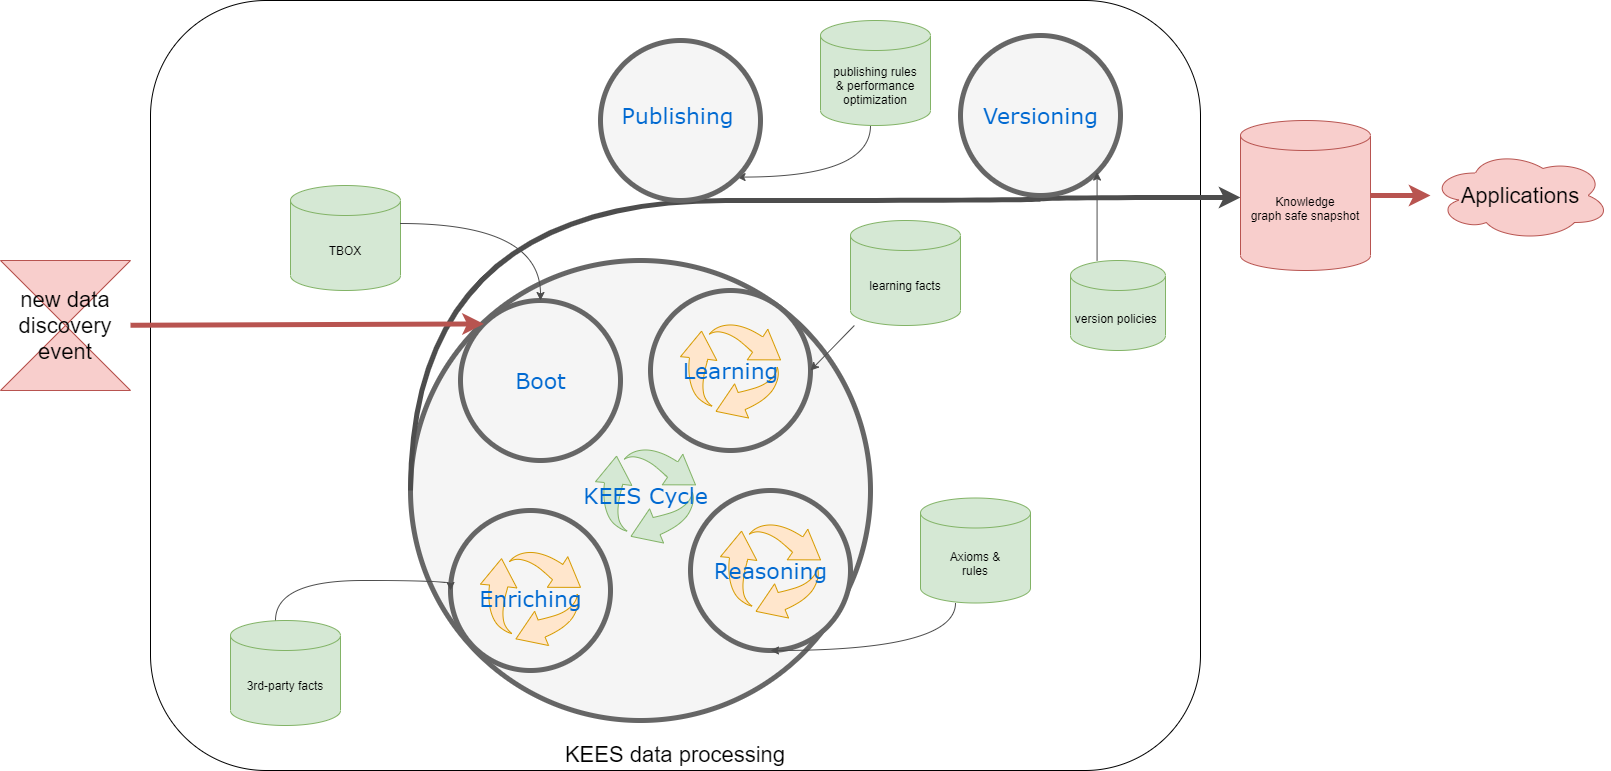 publishing rules
& performance
optimization
Publishing
Versioning
Knowledge
graph safe snapshot
Applications
TBOX
learning facts
version policies
new data
discovery
event
Boot
Learning
KEES Cycle
Axioms &
rules
Reasoning
Enriching
3rd-party facts
KEES data processing